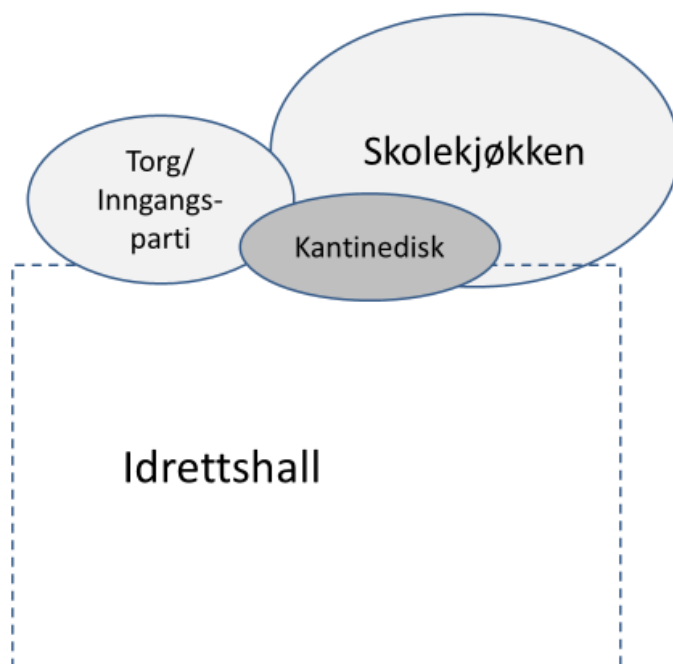 Skolekjøkken
Torg/
Inngangs-
parti
Kantinedisk
Idrettshall